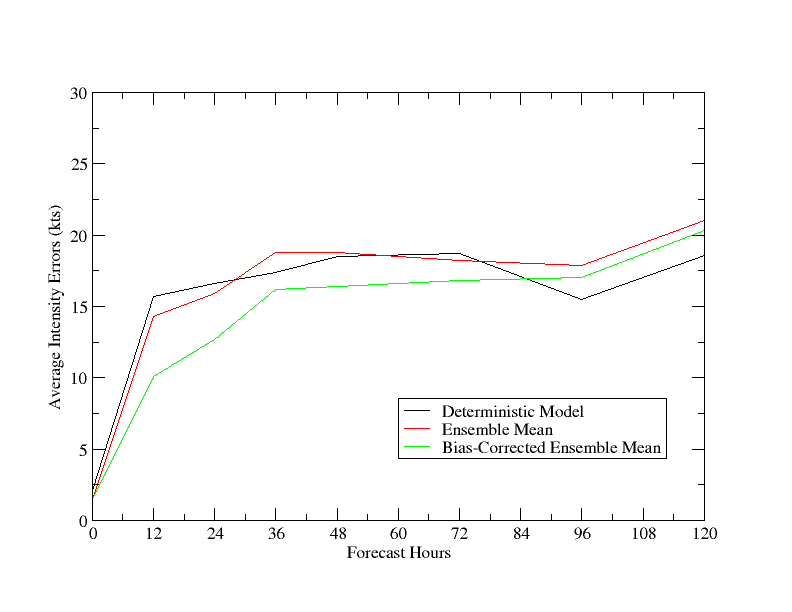 30
25
20
15
10
5
0
Average Intensity Errors (kts)
Deterministic Model
Ensemble Mean
Bias-Corrected Ensemble Mean
0 12 24 36 48 60 72 84 96 108 120
Forecast Hours